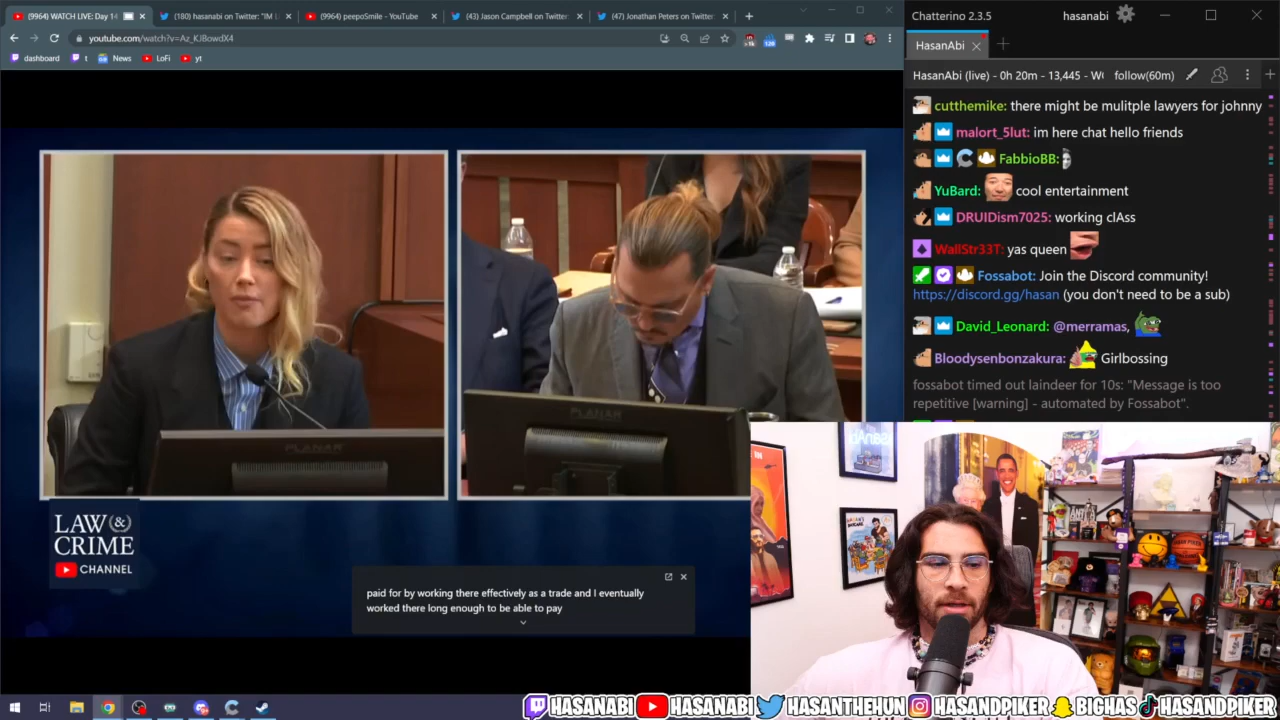 (9964) WATCH LIVE: Day 14
(180) hasanabi on Twitter: "IM L
(9964) peepoSmile - YouTube
(43) Jason Campbell on Twitter:
(47) Jonathan Peters on Twitter:
youtube.com/watch?v=Az_KJBowdX4
dashboard
t
News
LoFi
yt
Chatterino 2.3.5
hasanabi
HasanAbi
HasanAbi (live) - 0h 20m - 13,445 - W
follow(60m)
cutthemike: there might be mulitple lawyers for johnny
malort_5lut: im here chat hello friends
FabbioBB:
YuBard: cool entertainment
DRUIDism7025: working clAss
WallStr33T: yas queen
Fossabot: Join the Discord community!
https://discord.gg/hasan (you don't need to be a sub)
David_Leonard: @merramas,
Bloodysenbonzakura: Girlbossing
fossabot timed out laindeer for 10s: "Message is too
repetitive [warning] - automated by Fossabot".
PLANAR
PLANAR
LAW &
CRIME
CHANNEL
paid for by working there effectively as a trade and I eventually
worked there long enough to be able to pay
HASANABI HASANABI HASANTHEHUN HASANDPIKER BIGHAS HASANDPIKER